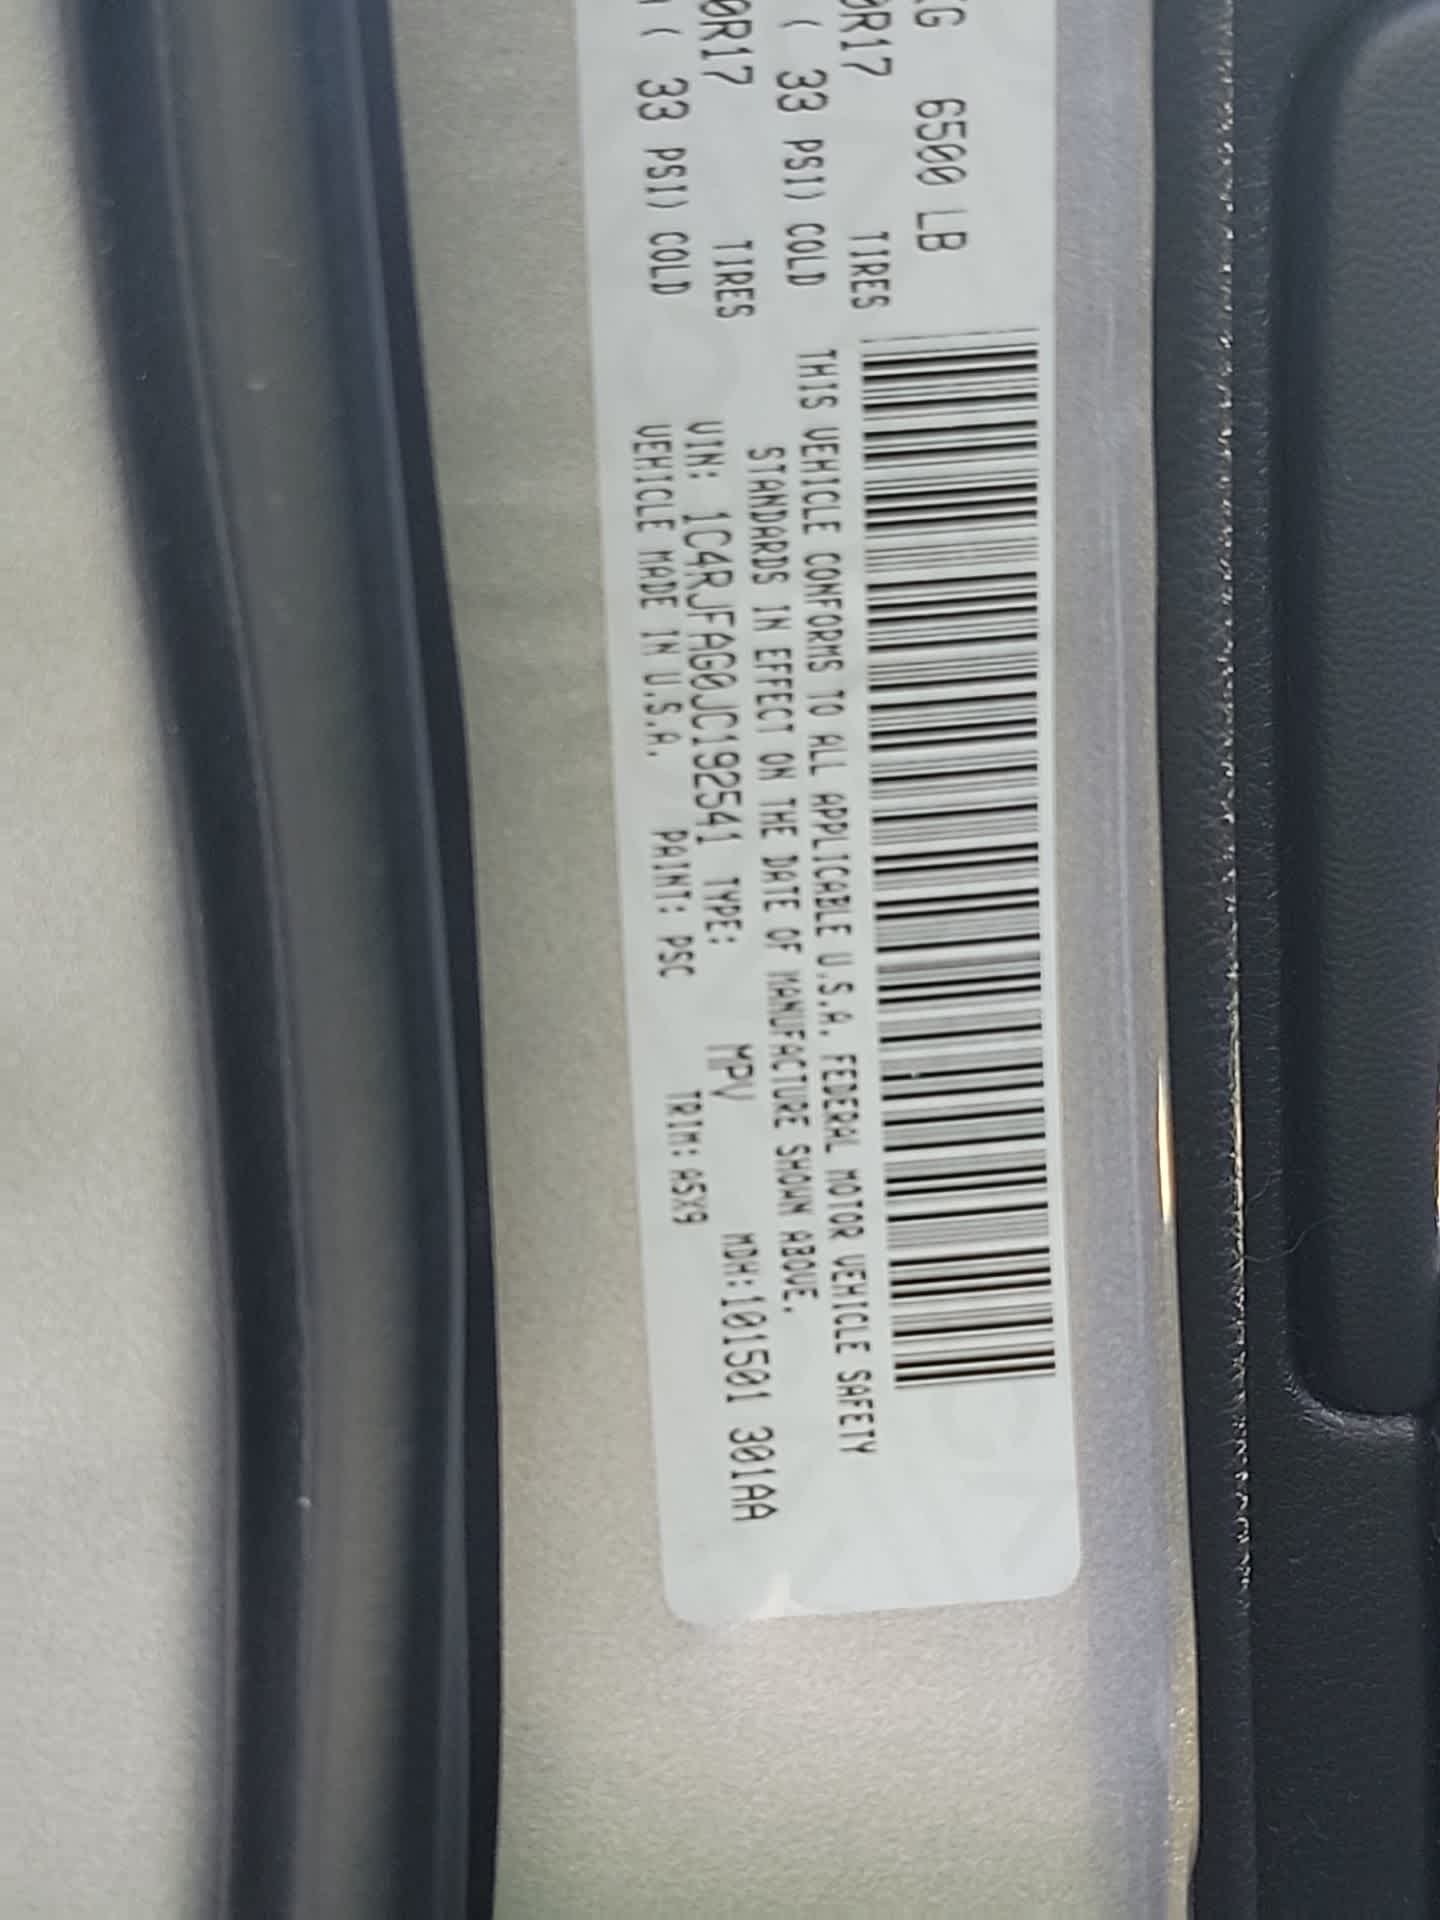 KG 6500 LB
0R17 TIRES
( 33 PSI) COLD
0R17 TIRES
( 33 PSI) COLD
THIS VEHICLE CONFORMS TO ALL APPLICABLE U.S.A. FEDERAL MOTOR VEHICLE SAFETY
STANDARDS IN EFFECT ON THE DATE OF MANUFACTURE SHOWN ABOVE.
VIN: 1C4RJFAG0JC192541 TYPE: MPV MDH:101501 301AA
VEHICLE MADE IN U.S.A. PAINT: PSC TRIM: A5X9